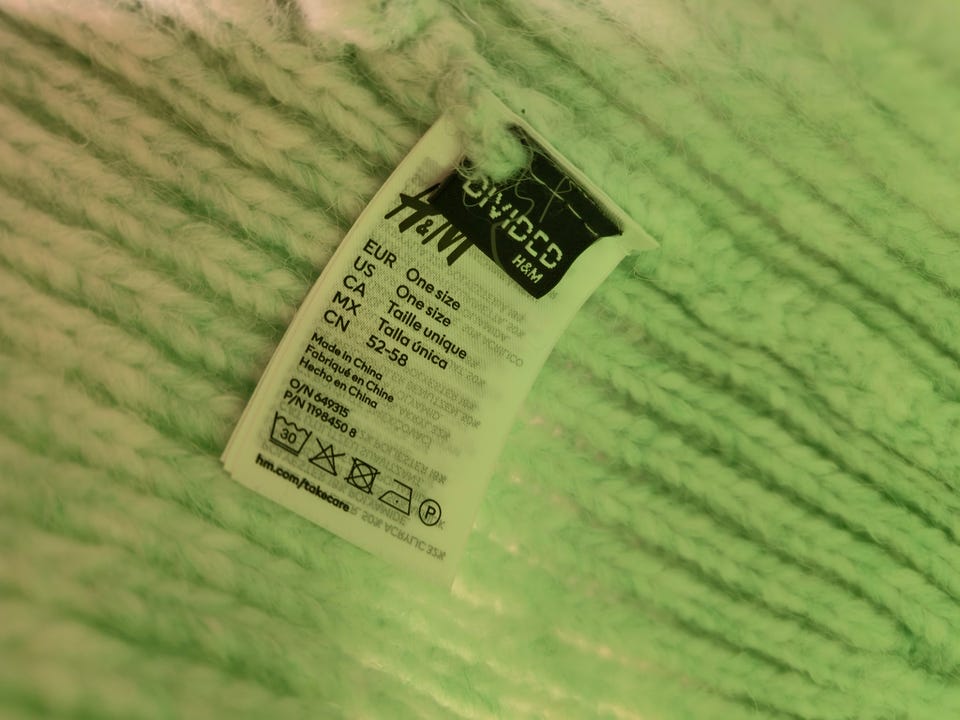 DIVIDED
H&M
H&M
EUR One size
US One size
CA Taille unique
MX Talla única
CN 52-58
Made in China
Fabriqué en Chine
Hecho en China
O/N 649315
P/N 1198450 8
30
P
hm.com/takecare